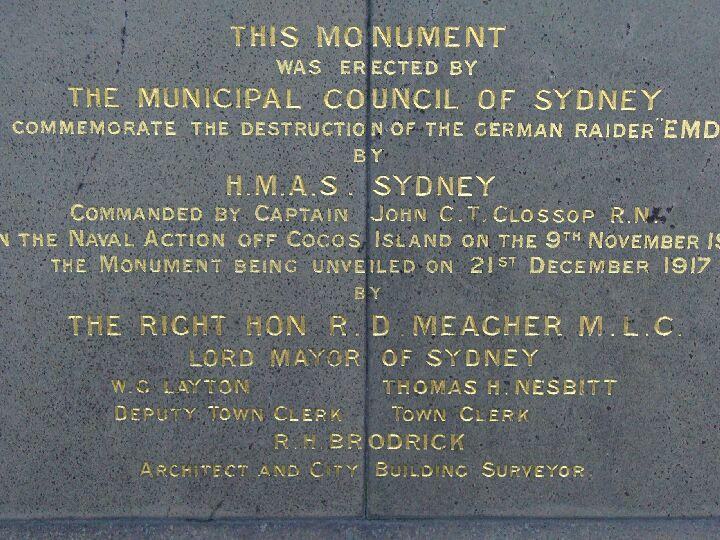 THIS MONUMENT
WAS ERECTED BY
THE MUNICIPAL COUNCIL OF SYDNEY
COMMEMORATE THE DESTRUCTION OF THE GERMAN RAIDER "EMD
BY
H.M.A.S. SYDNEY
COMMANDED BY CAPTAIN JOHN C.T. GLOSSOP R.N.
N THE NAVAL ACTION OFF COCOS ISLAND ON THE 9TH NOVEMBER 19
THE MONUMENT BEING UNVEILED ON 21ST DECEMBER 1917
BY
THE RIGHT HON R.D. MEAGHER M.L.C.
LORD MAYOR OF SYDNEY
W.G LAYTON THOMAS H. NESBITT
DEPUTY TOWN CLERK TOWN CLERK
R.H. BRODRICK
ARCHITECT AND CITY BUILDING SURVEYOR.